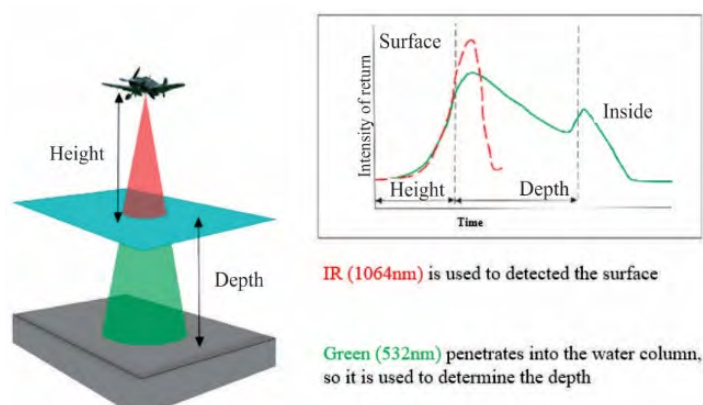 Height
Depth
Surface
Inside
Intensity of return
Height
Depth
Time
IR (1064nm) is used to detected the surface
Green (532nm) penetrates into the water column,
so it is used to determine the depth